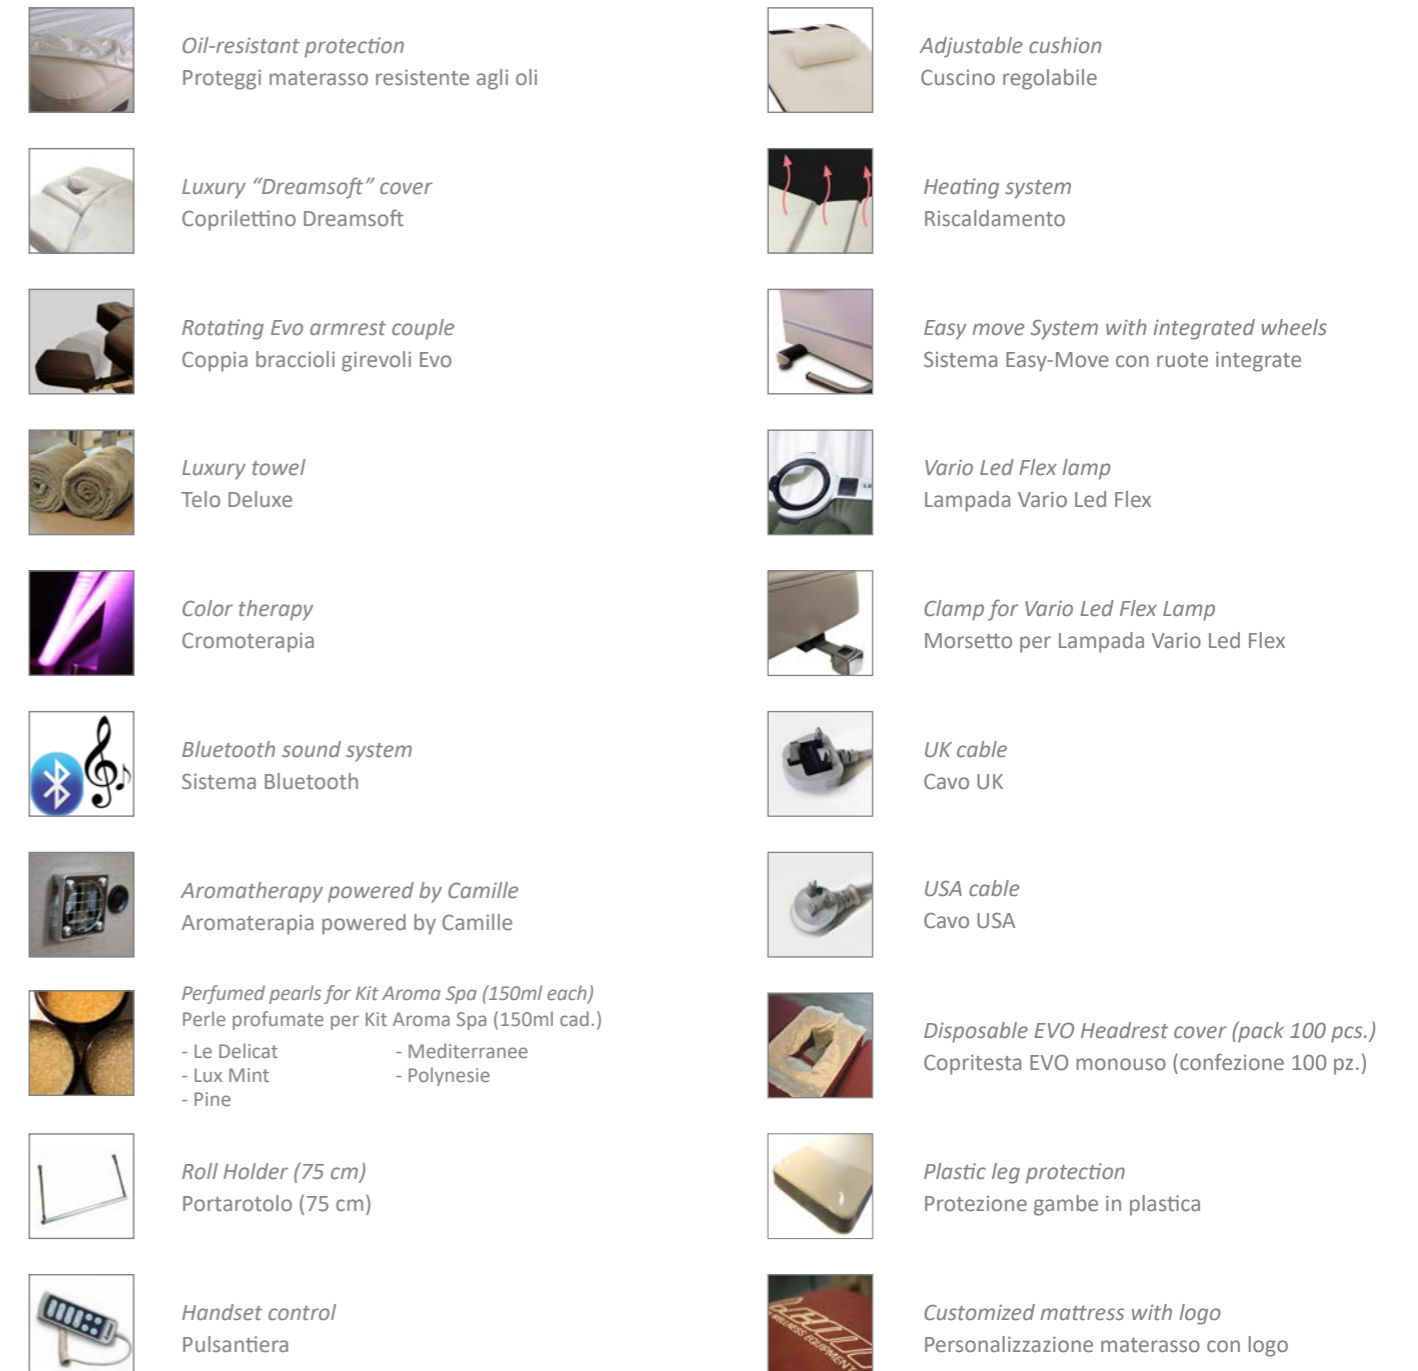 Oil-resistant protection
Proteggi materasso resistente agli oli
Luxury “Dreamsoft” cover
Coprilettino Dreamsoft
Rotating Evo armrest couple
Coppia braccioli girevoli Evo
Luxury towel
Telo Deluxe
Color therapy
Cromoterapia
Bluetooth sound system
Sistema Bluetooth
Aromatherapy powered by Camille
Aromaterapia powered by Camille
Perfumed pearls for Kit Aroma Spa (150ml each)
Perle profumate per Kit Aroma Spa (150ml cad.)
- Le Delicat
- Lux Mint
- Pine
- Mediterranee
- Polynesie
Roll Holder (75 cm)
Portarotolo (75 cm)
Handset control
Pulsantiera
Adjustable cushion
Cuscino regolabile
Heating system
Riscaldamento
Easy move System with integrated wheels
Sistema Easy-Move con ruote integrate
Vario Led Flex lamp
Lampada Vario Led Flex
Clamp for Vario Led Flex Lamp
Morsetto per Lampada Vario Led Flex
UK cable
Cavo UK
USA cable
Cavo USA
Disposable EVO Headrest cover (pack 100 pcs.)
Copritesta EVO monouso (confezione 100 pz.)
Plastic leg protection
Protezione gambe in plastica
Customized mattress with logo
Personalizzazione materasso con logo
WELLNESS EQUIPMENT